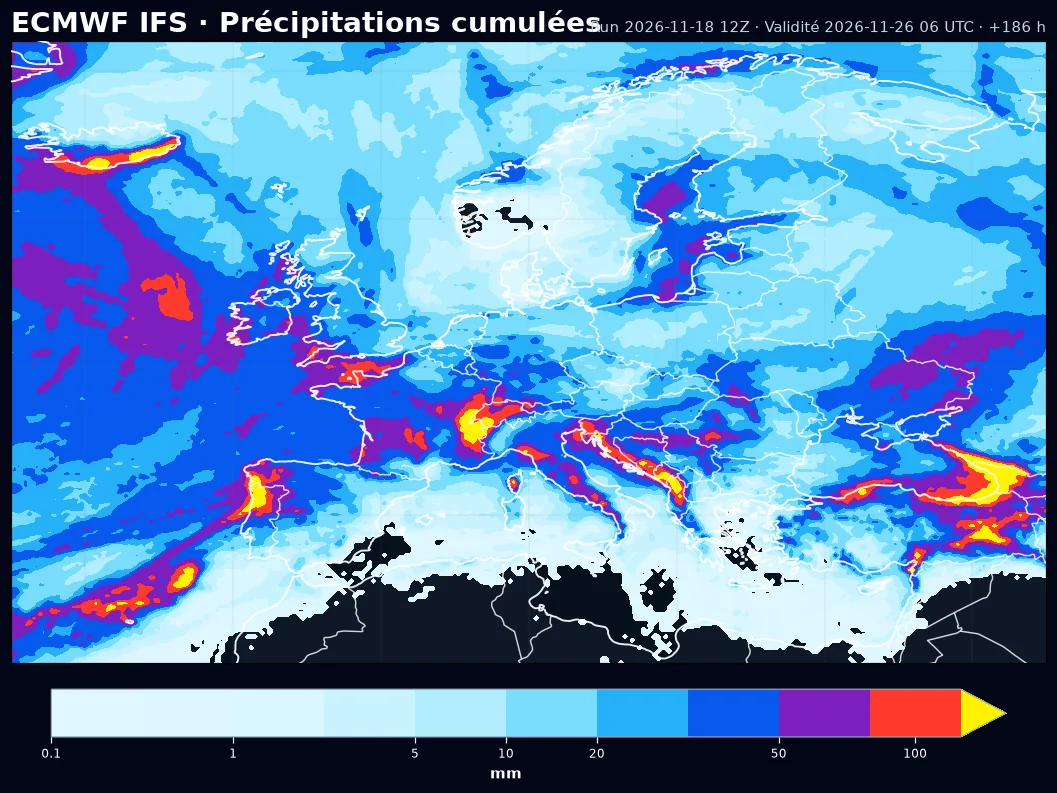 ECMWF IFS · Précipitations cumulées
Run 2026-11-18 12Z · Validité 2026-11-26 06 UTC · +186 h
0.1 1 5 10 20 50 100
mm